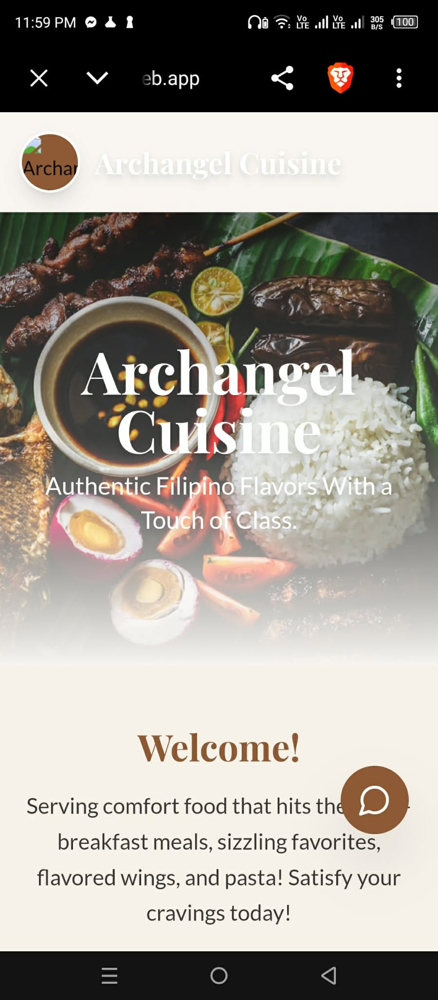 11:59 PM
Vo LTE Vo LTE 305 B/S 100
eb.app
Archar
Archangel Cuisine
Archangel
Cuisine
Authentic Filipino Flavors With a
Touch of Class.
Welcome!
Serving comfort food that hits the
breakfast meals, sizzling favorites,
flavored wings, and pasta! Satisfy your
cravings today!